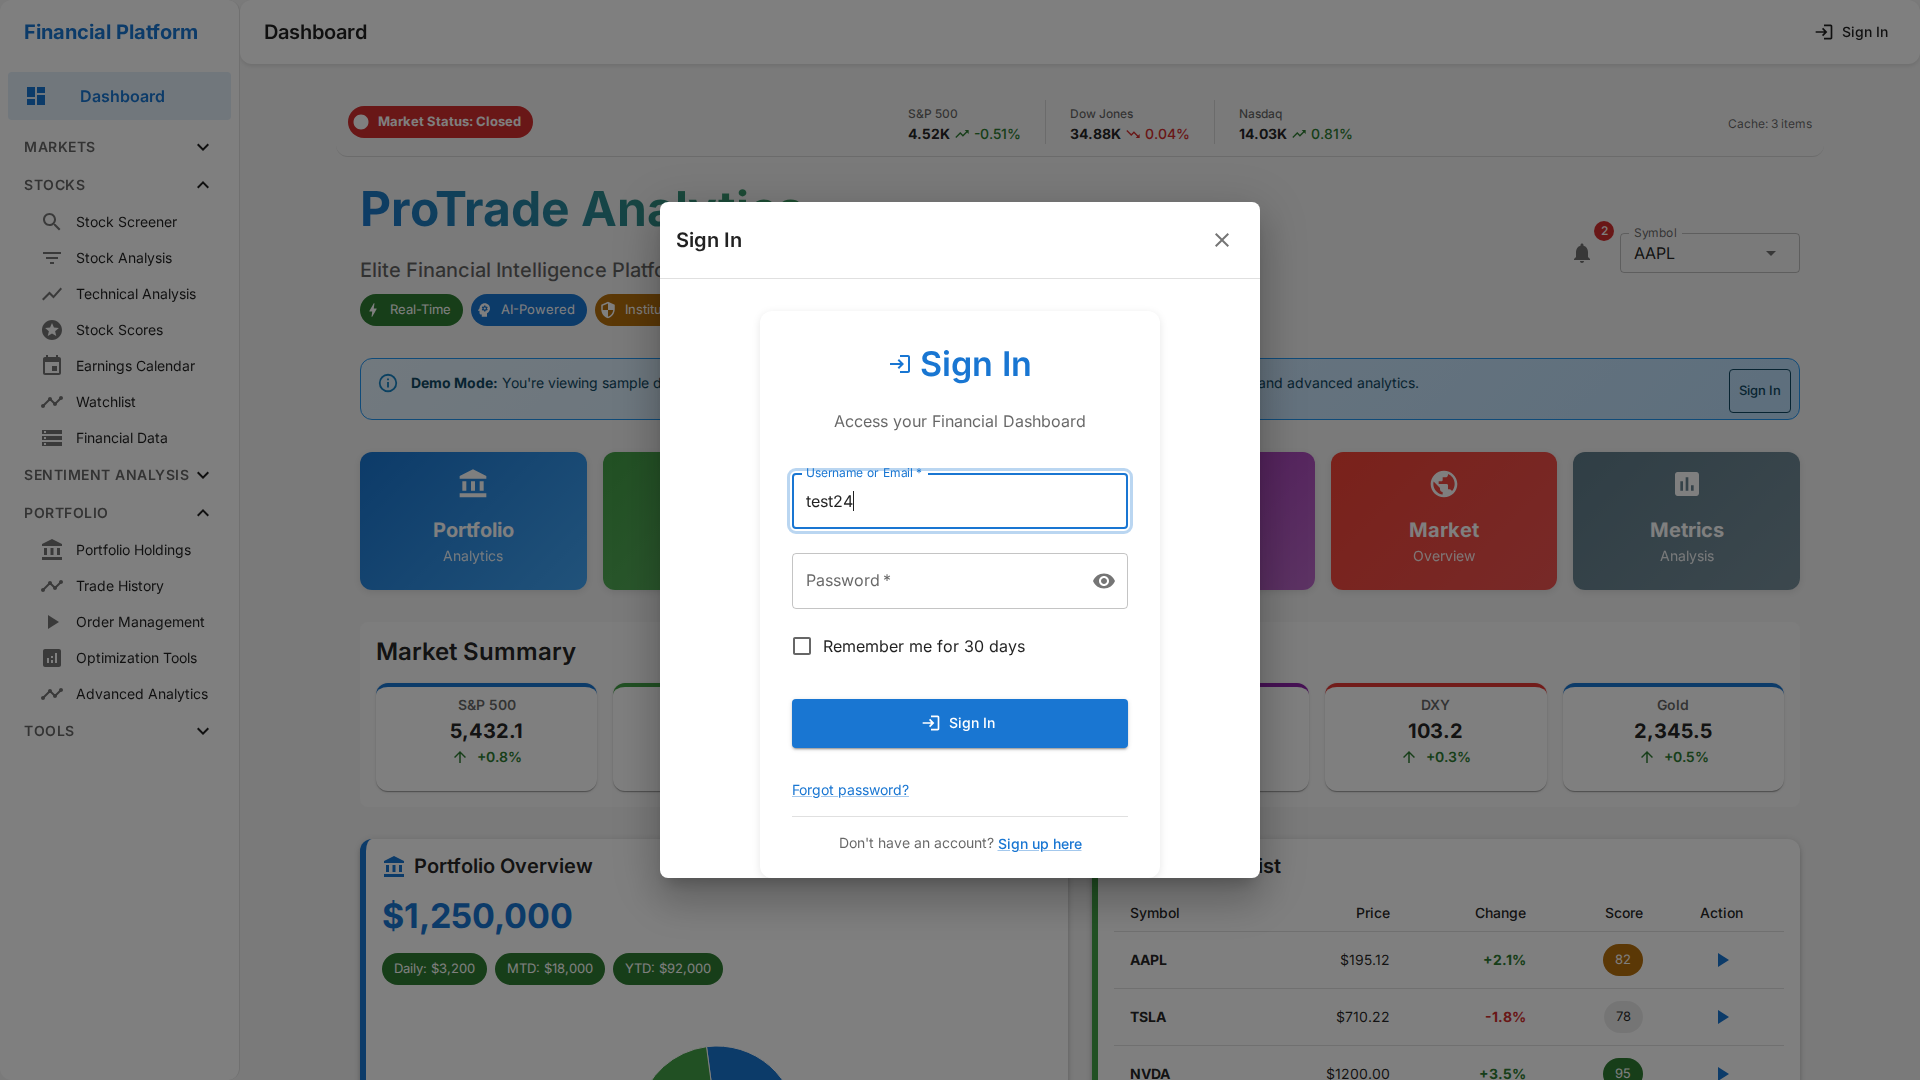 Financial Platform
Dashboard
MARKETS
STOCKS
Stock Screener
Stock Analysis
Technical Analysis
Stock Scores
Earnings Calendar
Watchlist
Financial Data
SENTIMENT ANALYSIS
PORTFOLIO
Portfolio Holdings
Trade History
Order Management
Optimization Tools
Advanced Analytics
TOOLS
Dashboard
Sign In
Market Status: Closed
S&P 500
4.52K -0.51%
Dow Jones
34.88K 0.04%
Nasdaq
14.03K 0.81%
Cache: 3 items
ProTrade
Elite Financial Intelligence
Real-Time
AI-Powered
2
Symbol
AAPL
Demo Mode: You're viewing sample
and advanced analytics.
Sign In
Portfolio
Analytics
Market
Overview
Metrics
Analysis
Market Summary
S&P 500
5,432.1
+0.8%
DXY
103.2
+0.3%
Gold
2,345.5
+0.5%
Portfolio Overview
$1,250,000
Daily: $3,200
MTD: $18,000
YTD: $92,000
Symbol Price Change Score Action
AAPL $195.12 +2.1% 82
TSLA $710.22 -1.8% 78
NVDA $1200.00 +3.5% 95
Sign In
Sign In
Access your Financial Dashboard
Username or Email *
test24
Password *
Remember me for 30 days
Sign In
Forgot password?
Don't have an account? Sign up here